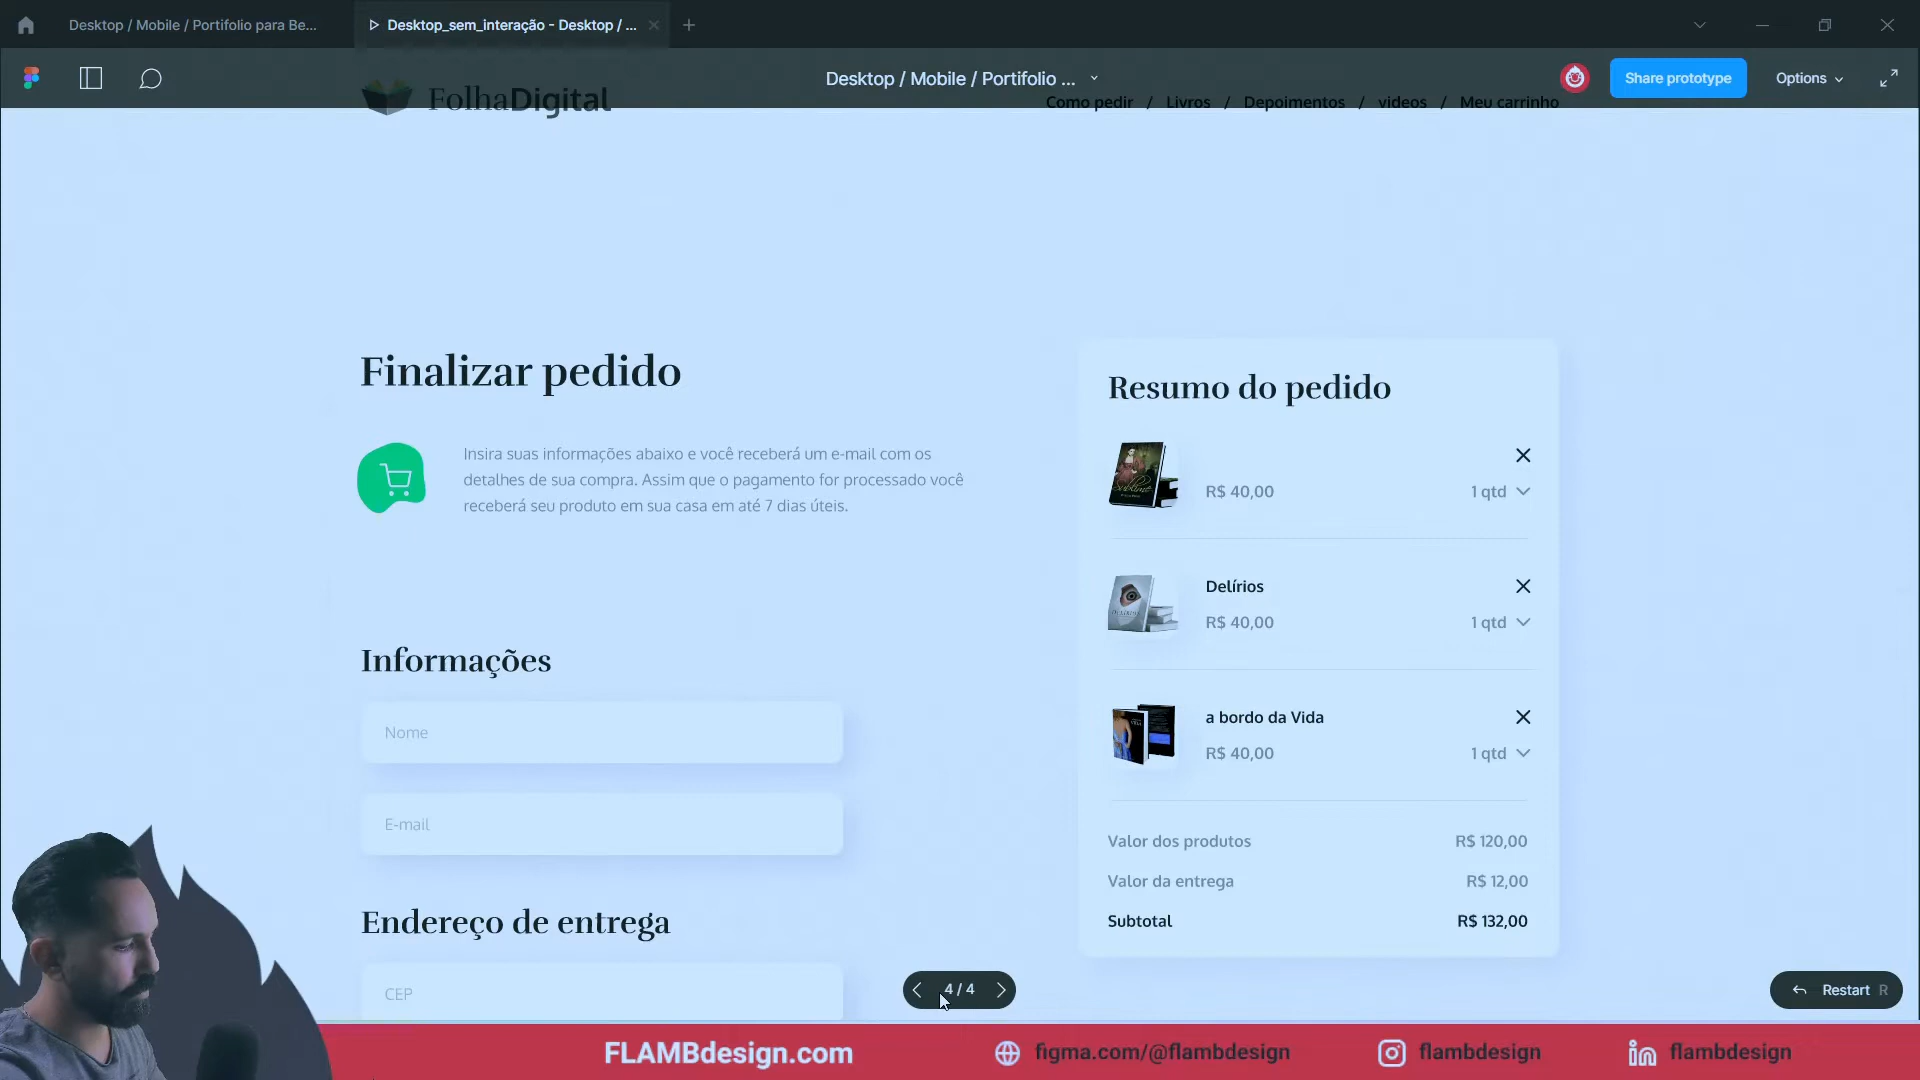 Desktop / Mobile / Portifolio para Be...
Desktop_sem_interação - Desktop / ...
Desktop / Mobile / Portifolio ...
Share prototype
Options
FolhaDigital
Como pedir / Livros / Depoimentos / videos / Meu carrinho
Finalizar pedido
Insira suas informações abaixo e você receberá um e-mail com os
detalhes de sua compra. Assim que o pagamento for processado você
receberá seu produto em sua casa em até 7 dias úteis.
Informações
Nome
E-mail
Endereço de entrega
CEP
Resumo do pedido
Sublime
R$ 40,00
1 qtd
Delírios
R$ 40,00
1 qtd
a bordo da Vida
R$ 40,00
1 qtd
Valor dos produtos R$ 120,00
Valor da entrega R$ 12,00
Subtotal R$ 132,00
4 / 4
Restart R
FLAMBdesign.com
figma.com/@flambdesign
flambdesign
flambdesign